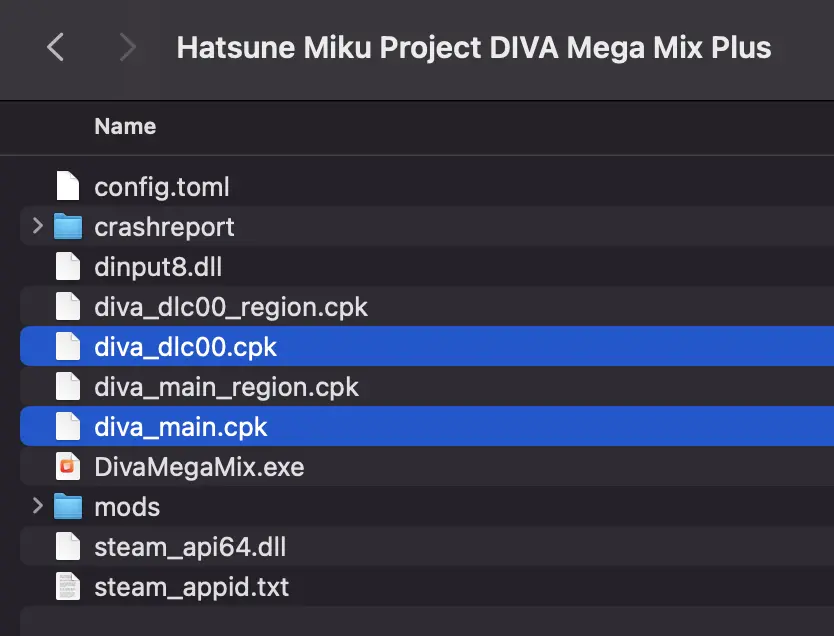 Hatsune Miku Project DIVA Mega Mix Plus
Name
config.toml
crashreport
dinput8.dll
diva_dlc00_region.cpk
diva_dlc00.cpk
diva_main_region.cpk
diva_main.cpk
DivaMegaMix.exe
mods
steam_api64.dll
steam_appid.txt